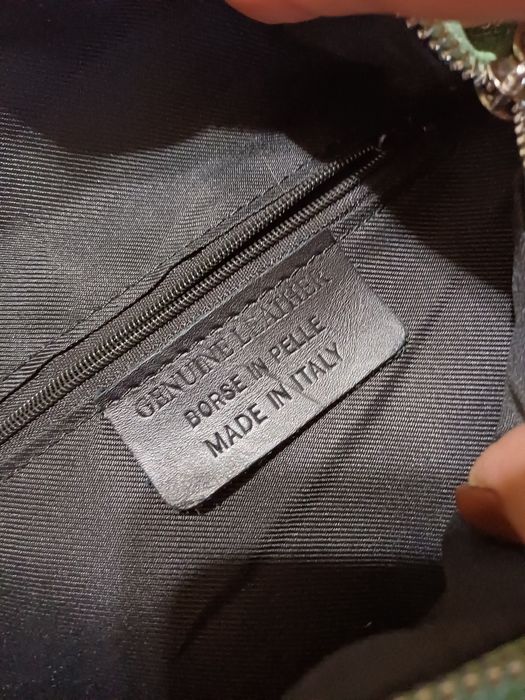 GENUINE LEATHER
BORSE IN PELLE
MADE IN ITALY